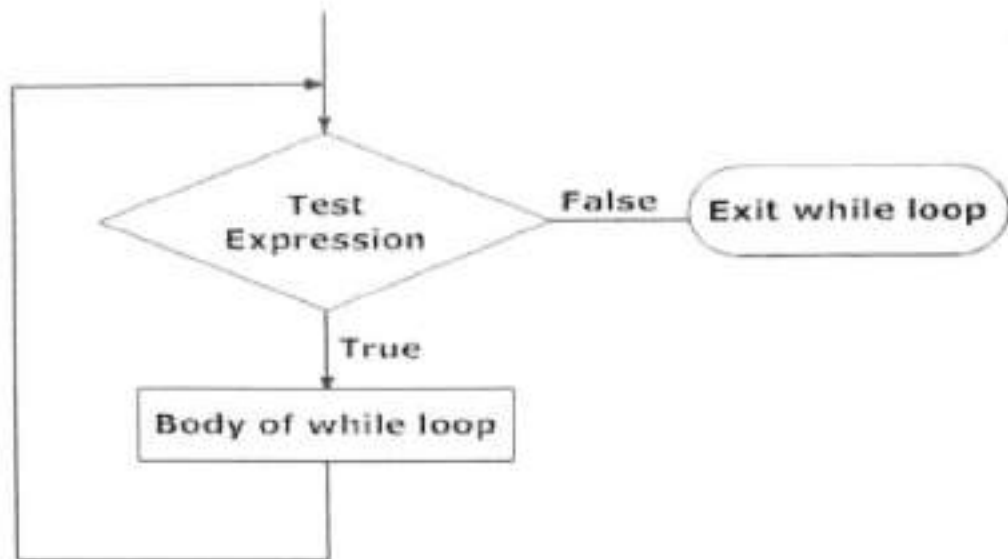 Test
Expression
False
Exit while loop
True
Body of while loop